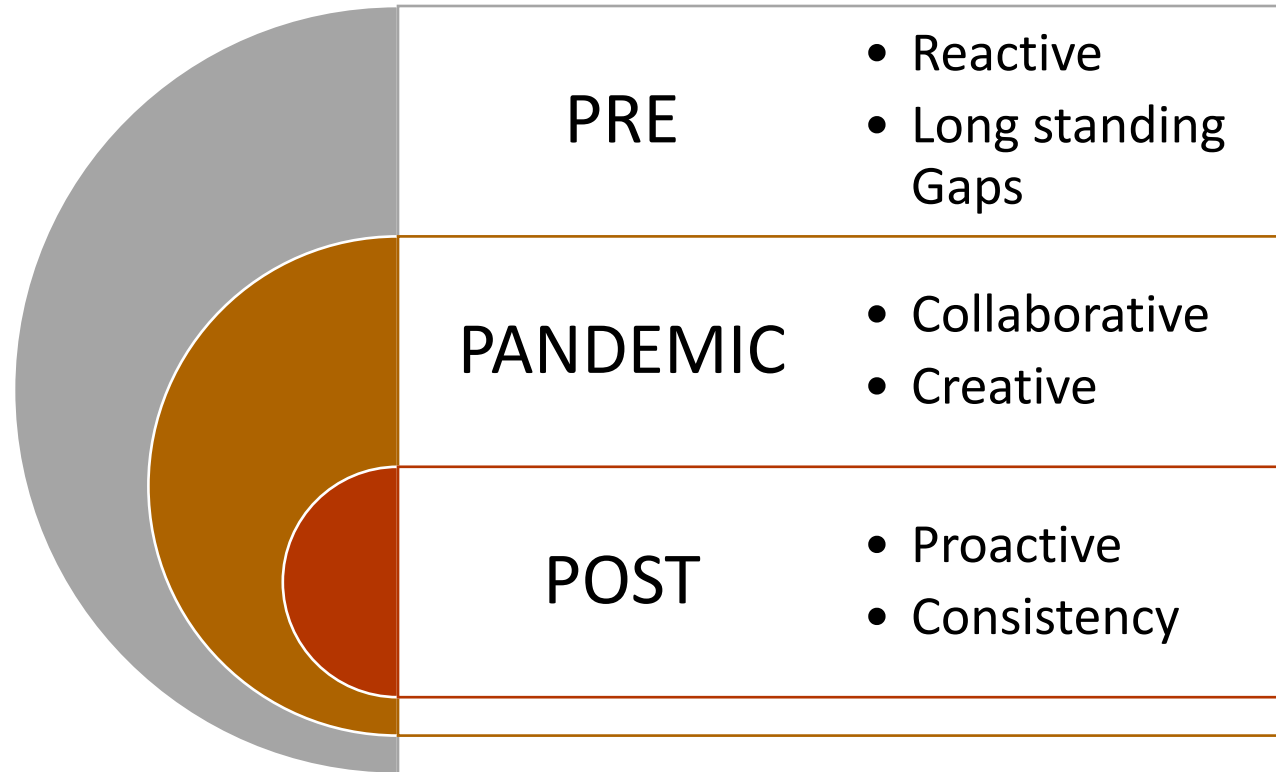 PRE
• Reactive
• Long standing
Gaps
PANDEMIC
• Collaborative
• Creative
POST
• Proactive
• Consistency